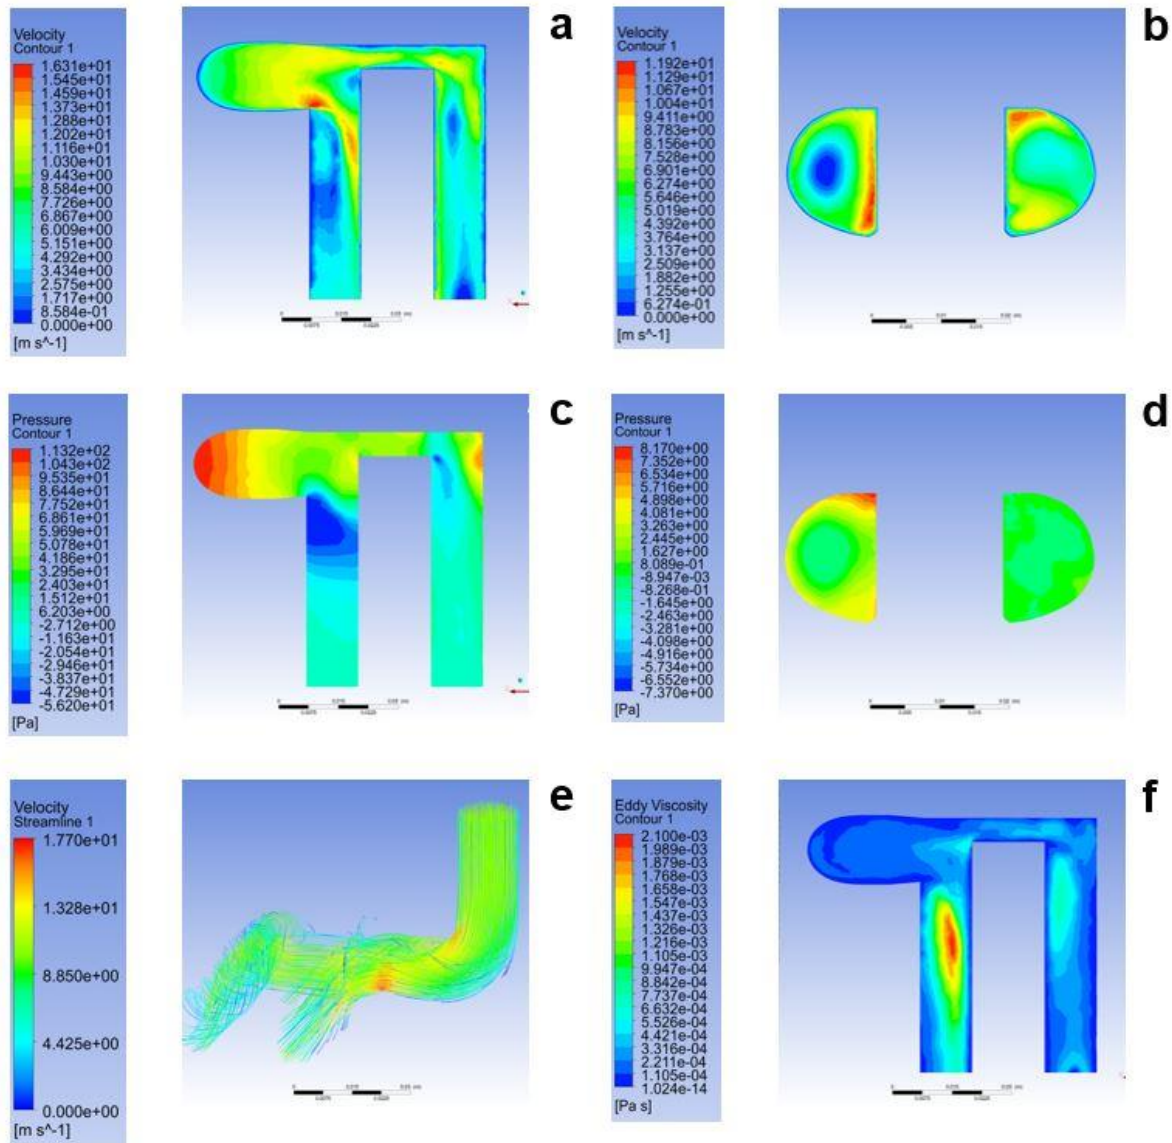 a
Velocity
Contour 1
1.631e+01
1.545e+01
1.459e+01
1.373e+01
1.288e+01
1.202e+01
1.116e+01
1.030e+01
9.443e+00
8.584e+00
7.726e+00
6.867e+00
6.009e+00
5.151e+00
4.292e+00
3.434e+00
2.575e+00
1.717e+00
8.584e-01
0.000e+00
[m s^-1]
b
Velocity
Contour 1
1.192e+01
1.129e+01
1.067e+01
1.004e+01
9.411e+00
8.783e+00
8.156e+00
7.528e+00
6.901e+00
6.274e+00
5.646e+00
5.019e+00
4.392e+00
3.764e+00
3.137e+00
2.509e+00
1.882e+00
1.255e+00
6.274e-01
0.000e+00
[m s^-1]
c
Pressure
Contour 1
1.132e+02
1.043e+02
9.535e+01
8.644e+01
7.752e+01
6.861e+01
5.969e+01
5.078e+01
4.186e+01
3.295e+01
2.403e+01
1.512e+01
6.203e+00
-2.712e+00
-1.163e+01
-2.054e+01
-2.946e+01
-3.837e+01
-4.729e+01
-5.620e+01
[Pa]
d
Pressure
Contour 1
8.170e+00
7.352e+00
6.534e+00
5.716e+00
4.898e+00
4.081e+00
3.263e+00
2.445e+00
1.627e+00
8.089e-01
-8.947e-03
-8.268e-01
-1.645e+00
-2.463e+00
-3.281e+00
-4.098e+00
-4.916e+00
-5.734e+00
-6.552e+00
-7.370e+00
[Pa]
e
Velocity
Streamline 1
1.770e+01
1.328e+01
8.850e+00
4.425e+00
0.000e+00
[m s^-1]
f
Eddy Viscosity
Contour 1
2.100e-03
1.989e-03
1.879e-03
1.768e-03
1.658e-03
1.547e-03
1.437e-03
1.326e-03
1.216e-03
1.105e-03
9.947e-04
8.842e-04
7.737e-04
6.632e-04
5.526e-04
4.421e-04
3.316e-04
2.211e-04
1.105e-04
1.024e-14
[Pa s]